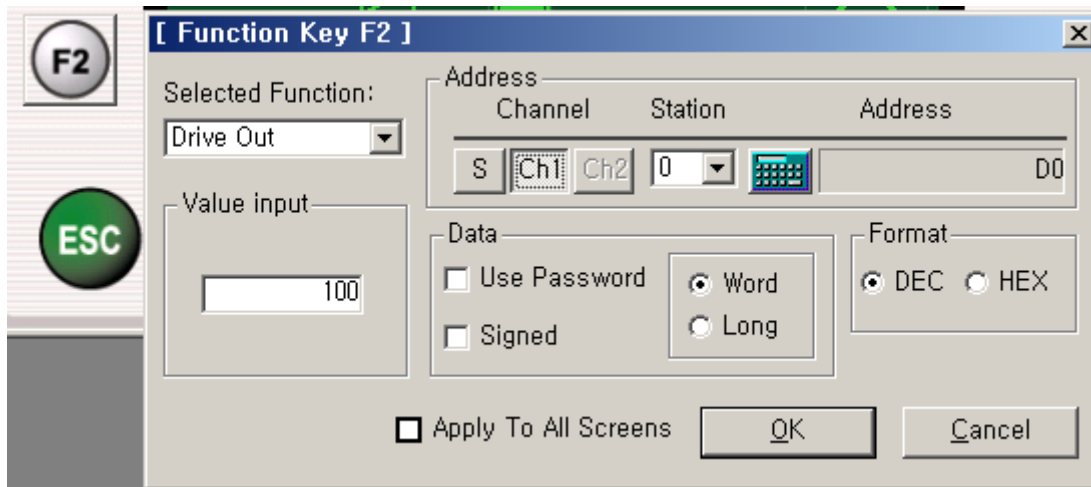 F2
[ Function Key F2 ]
Selected Function:
Drive Out
Address
Channel Station Address
S Ch1 Ch2 0 D0
ESC
Value input
100
Data
Use Password
Signed
Word
Long
Format
DEC HEX
Apply To All Screens
OK
Cancel